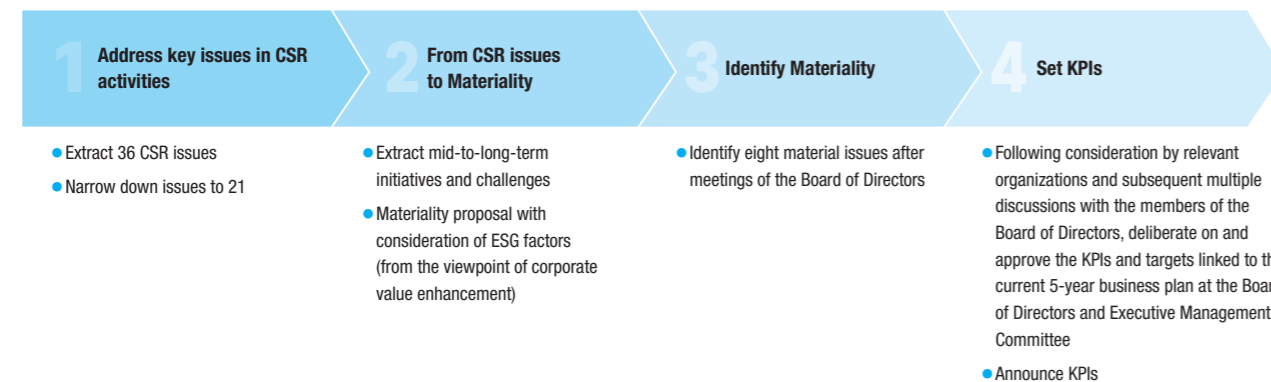 1
Address key issues in CSR
activities
2
From CSR issues
to Materiality
3
Identify Materiality
4
Set KPIs
● Extract 36 CSR issues
● Narrow down issues to 21
● Extract mid-to-long-term
initiatives and challenges
● Materiality proposal with
consideration of ESG factors
(from the viewpoint of corporate
value enhancement)
● Identify eight material issues after
meetings of the Board of Directors
● Following consideration by relevant
organizations and subsequent multiple
discussions with the members of the
Board of Directors, deliberate on and
approve the KPIs and targets linked to
current 5-year business plan at the
of Directors and Executive Management
Committee
● Announce KPIs